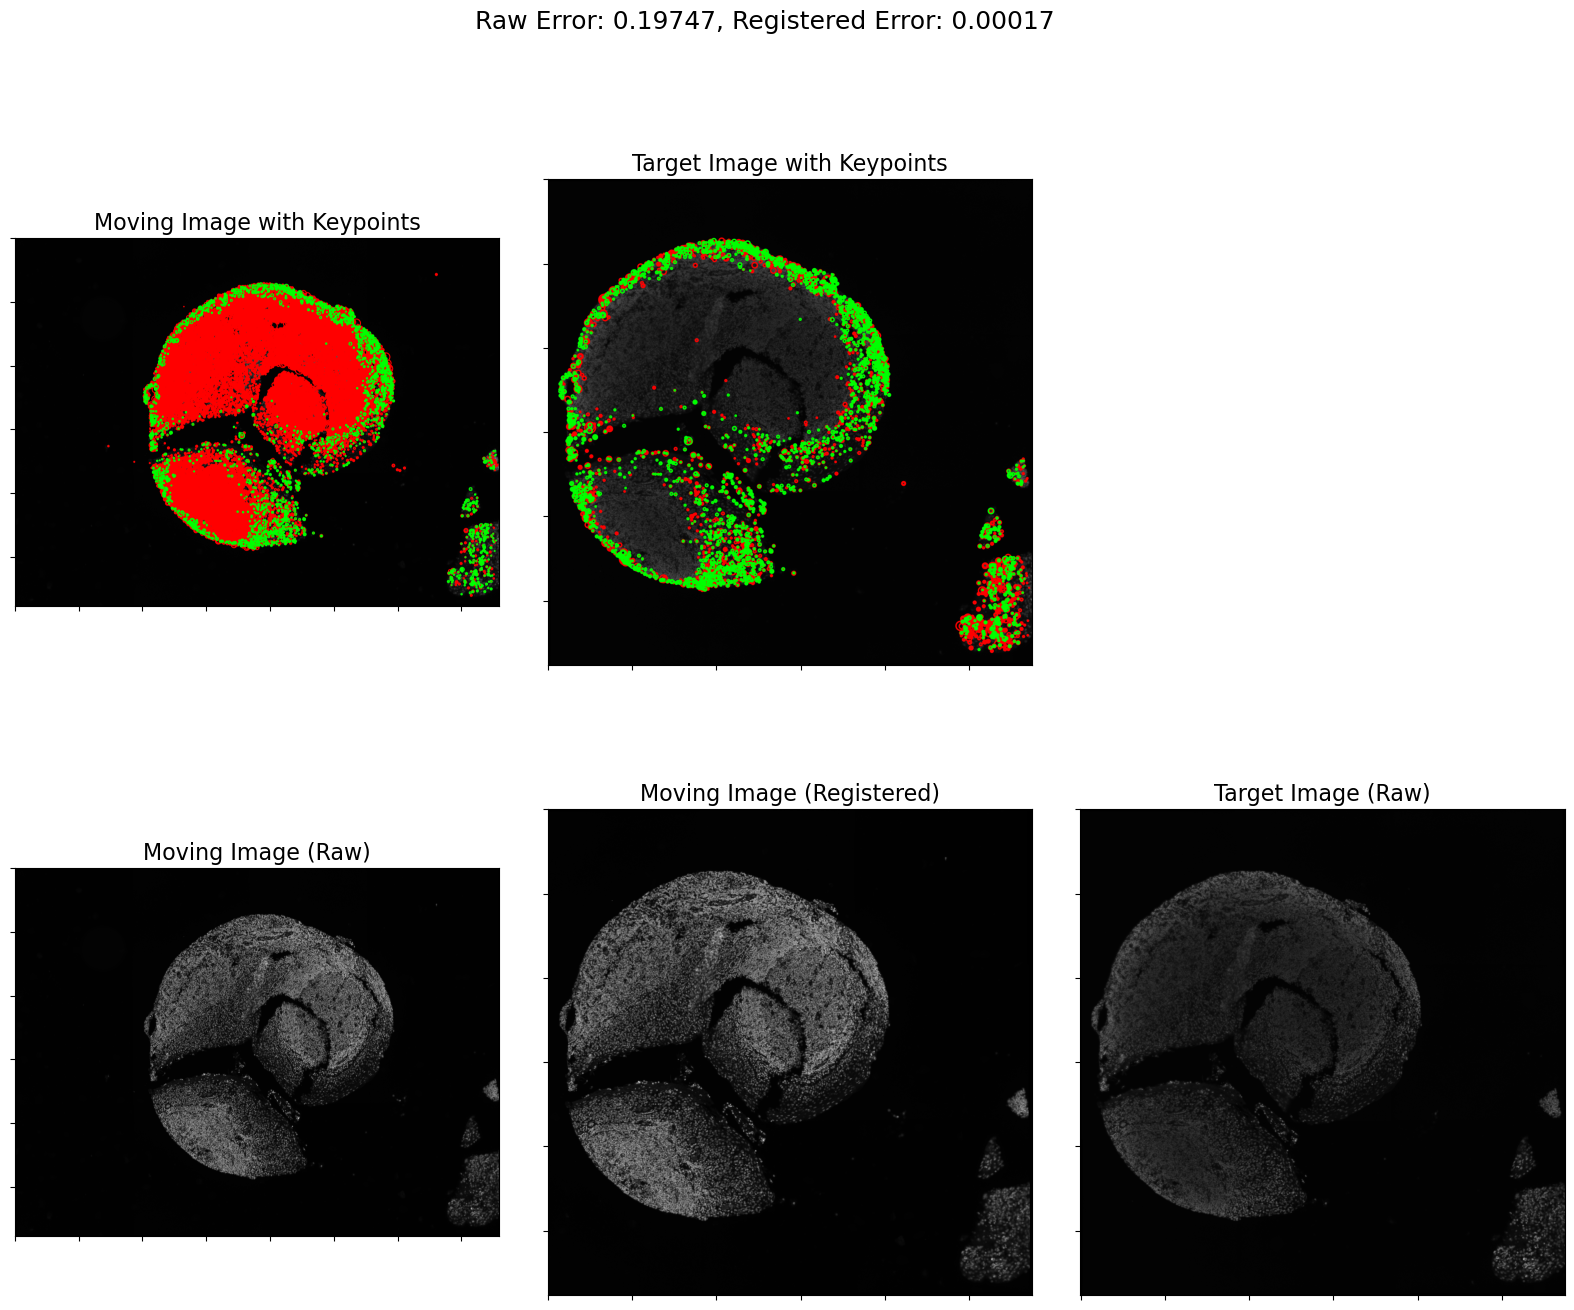 Raw Error: 0.19747, Registered Error: 0.00017
Target Image with Keypoints
Moving Image with Keypoints
Moving Image (Registered)
Target Image (Raw)
Moving Image (Raw)